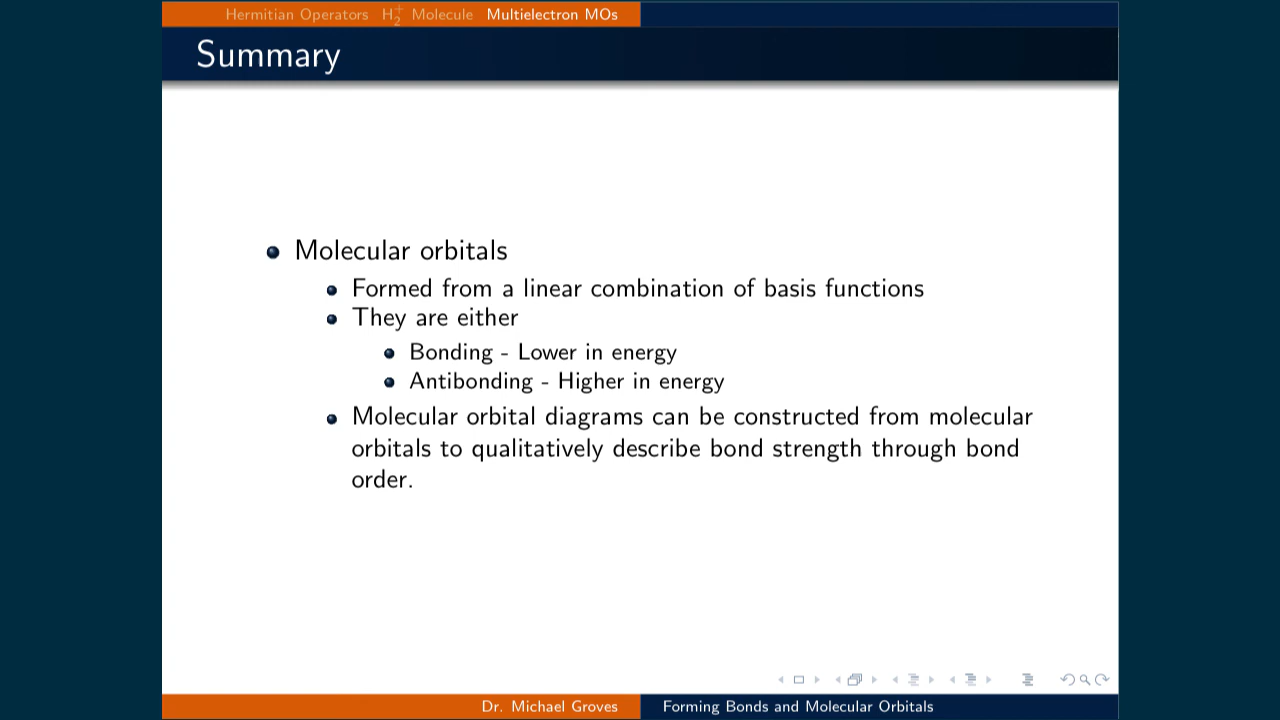 Hermitian Operators H₂⁺ Molecule Multielectron MOs
Summary
Molecular orbitals
Formed from a linear combination of basis functions
They are either
Bonding - Lower in energy
Antibonding - Higher in energy
Molecular orbital diagrams can be constructed from molecular
orbitals to qualitatively describe bond strength through bond
order.
Dr. Michael Groves Forming Bonds and Molecular Orbitals